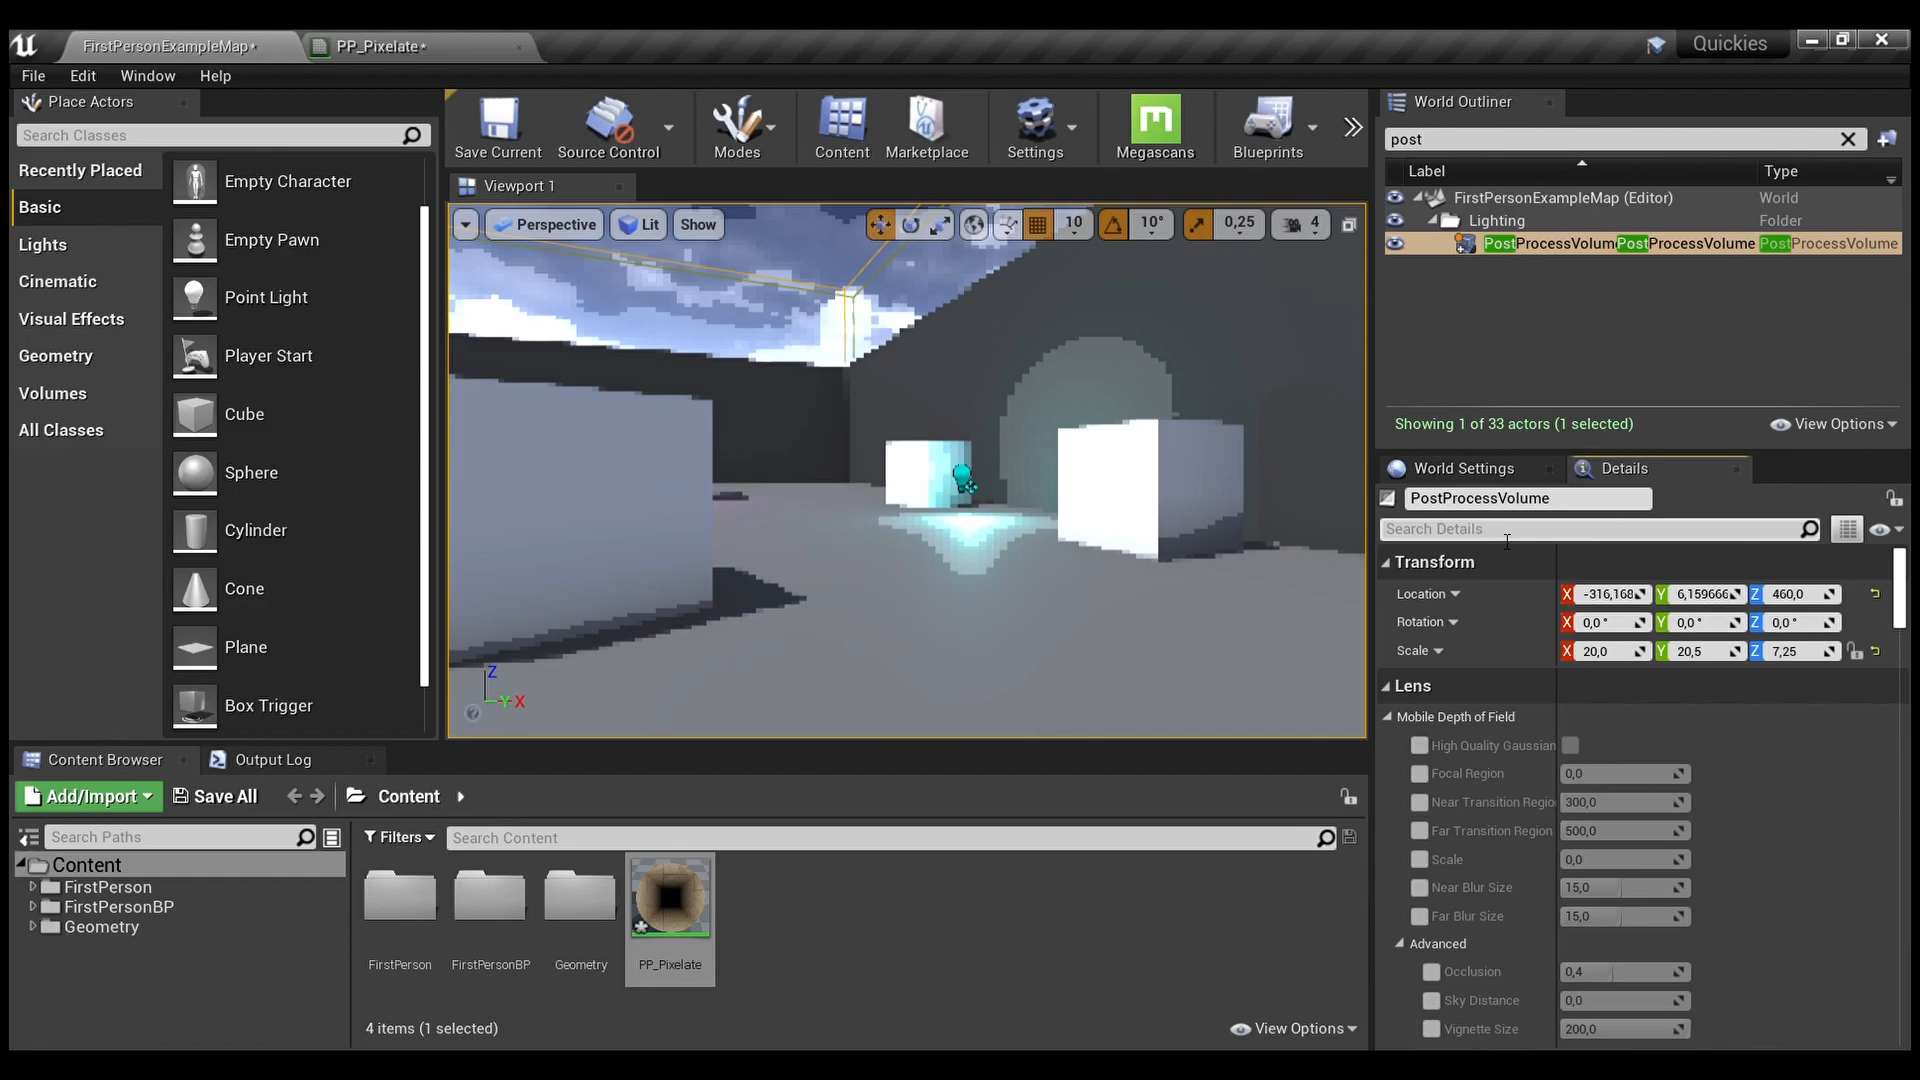 FirstPersonExampleMap*
PP_Pixelate*
Quickies
File Edit Window Help
Place Actors
Search Classes
Recently Placed
Basic
Lights
Cinematic
Visual Effects
Geometry
Volumes
All Classes
Empty Character
Empty Pawn
Point Light
Player Start
Cube
Sphere
Cylinder
Cone
Plane
Box Trigger
Save Current
Source Control
Modes
Content
Marketplace
Settings
Megascans
Blueprints
Viewport 1
Perspective Lit Show 10 10° 0,25 4
Z
Y X
World Outliner
post
Label Type
FirstPersonExampleMap (Editor) World
Lighting Folder
PostProcessVolum PostProcessVolume PostProcessVolume
Showing 1 of 33 actors (1 selected) View Options
World Settings Details
PostProcessVolume
Search Details
Transform
Location X -316,168 Y 6,159666 Z 460,0
Rotation X 0,0 ° Y 0,0 ° Z 0,0 °
Scale X 20,0 Y 20,5 Z 7,25
Lens
Mobile Depth of Field
High Quality Gaussian
Focal Region 0,0
Near Transition Regio 300,0
Far Transition Region 500,0
Scale 0,0
Near Blur Size 15,0
Far Blur Size 15,0
Advanced
Occlusion 0,4
Sky Distance 0,0
Vignette Size 200,0
Content Browser
Output Log
Add/Import Save All Content
Search Paths
Filters
Search Content
Content
FirstPerson
FirstPersonBP
Geometry
FirstPerson
FirstPersonBP
Geometry
PP_Pixelate
4 items (1 selected)
View Options